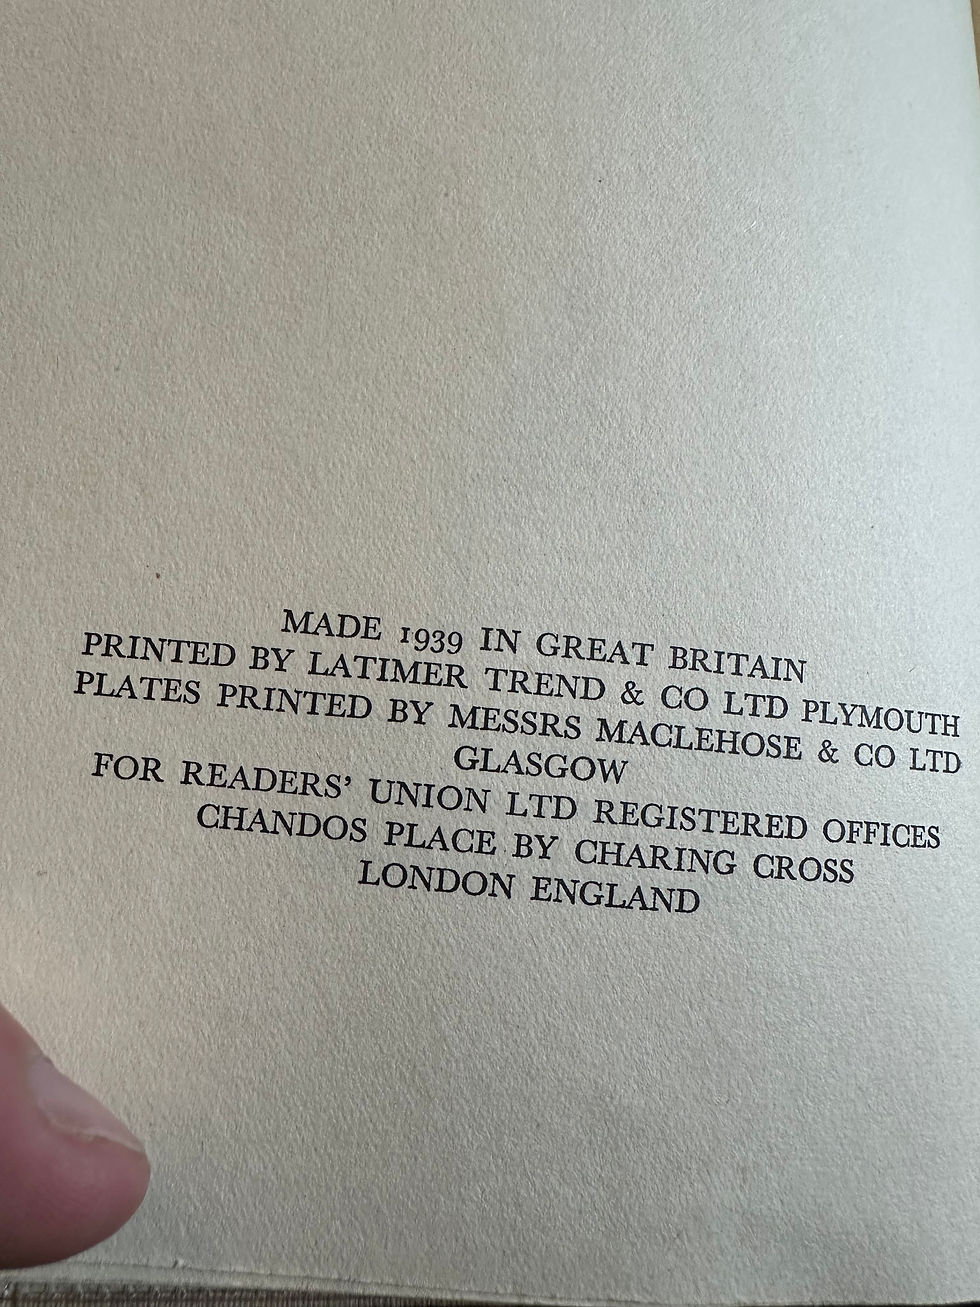 MADE 1939 IN GREAT BRITAIN
PRINTED BY LATIMER TREND & CO LTD PLYMOUTH
PLATES PRINTED BY MESSRS MACLEHOSE & CO LTD
GLASGOW
FOR READERS' UNION LTD REGISTERED OFFICES
CHANDOS PLACE BY CHARING CROSS
LONDON ENGLAND